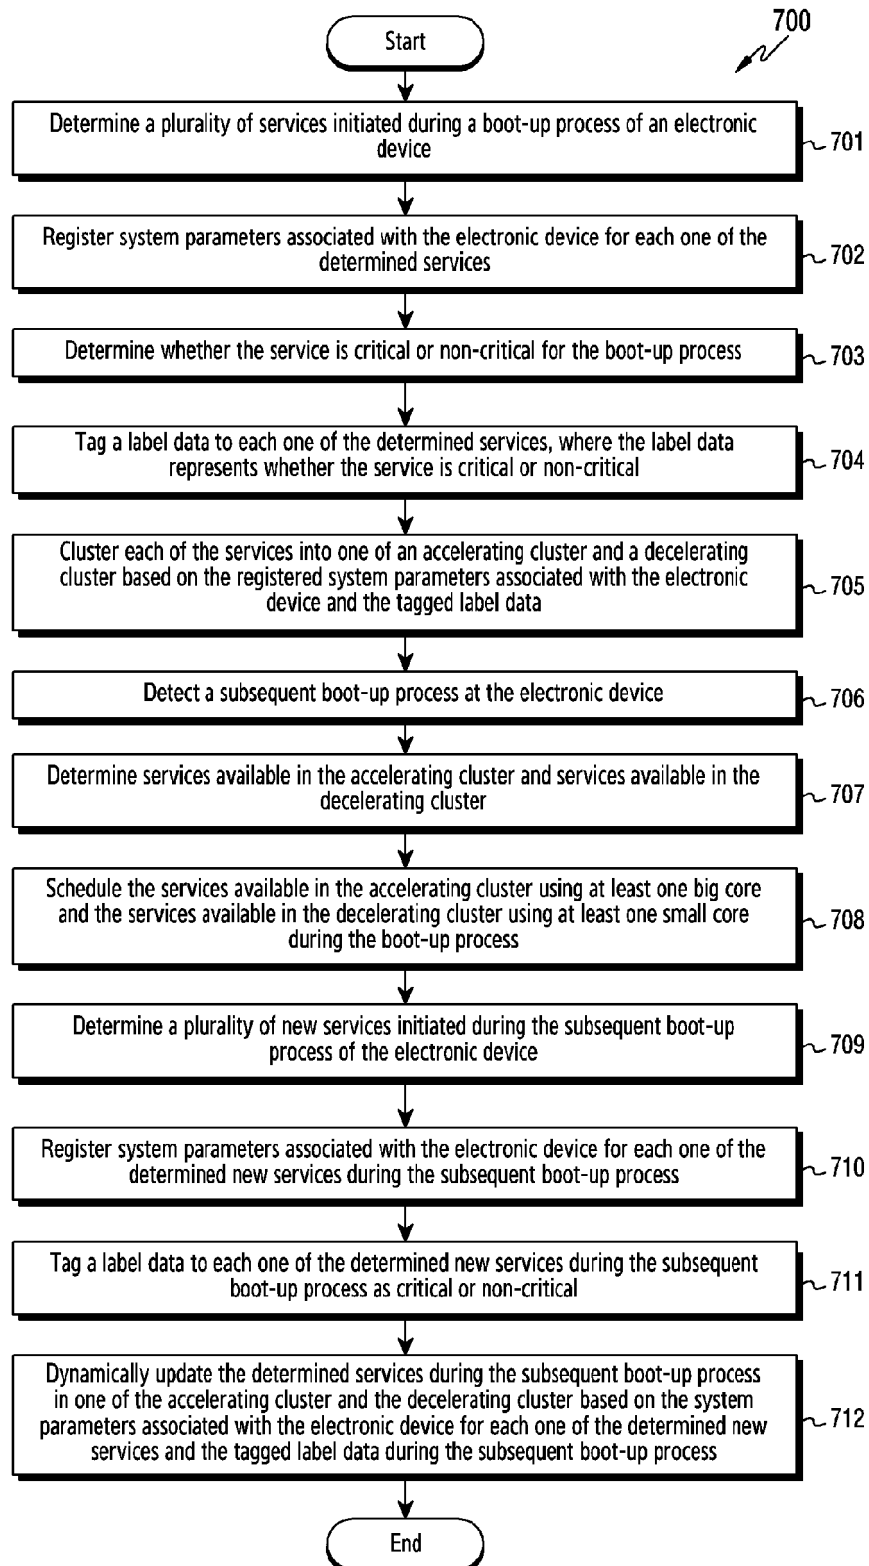 700
Start
Determine a plurality of services initiated during a boot-up process of an electronic
device
701
Register system parameters associated with the electronic device for each one of the
determined services
702
Determine whether the service is critical or non-critical for the boot-up process
703
Tag a label data to each one of the determined services, where the label data
represents whether the service is critical or non-critical
704
Cluster each of the services into one of an accelerating cluster and a decelerating
cluster based on the registered system parameters associated with the electronic
device and the tagged label data
705
Detect a subsequent boot-up process at the electronic device
706
Determine services available in the accelerating cluster and services available in the
decelerating cluster
707
Schedule the services available in the accelerating cluster using at least one big core
and the services available in the decelerating cluster using at least one small core
during the boot-up process
708
Determine a plurality of new services initiated during the subsequent boot-up
process of the electronic device
709
Register system parameters associated with the electronic device for each one of the
determined new services during the subsequent boot-up process
710
Tag a label data to each one of the determined new services during the subsequent
boot-up process as critical or non-critical
711
Dynamically update the determined services during the subsequent boot-up process
in one of the accelerating cluster and the decelerating cluster based on the system
parameters associated with the electronic device for each one of the determined new
services and the tagged label data during the subsequent boot-up process
712
End